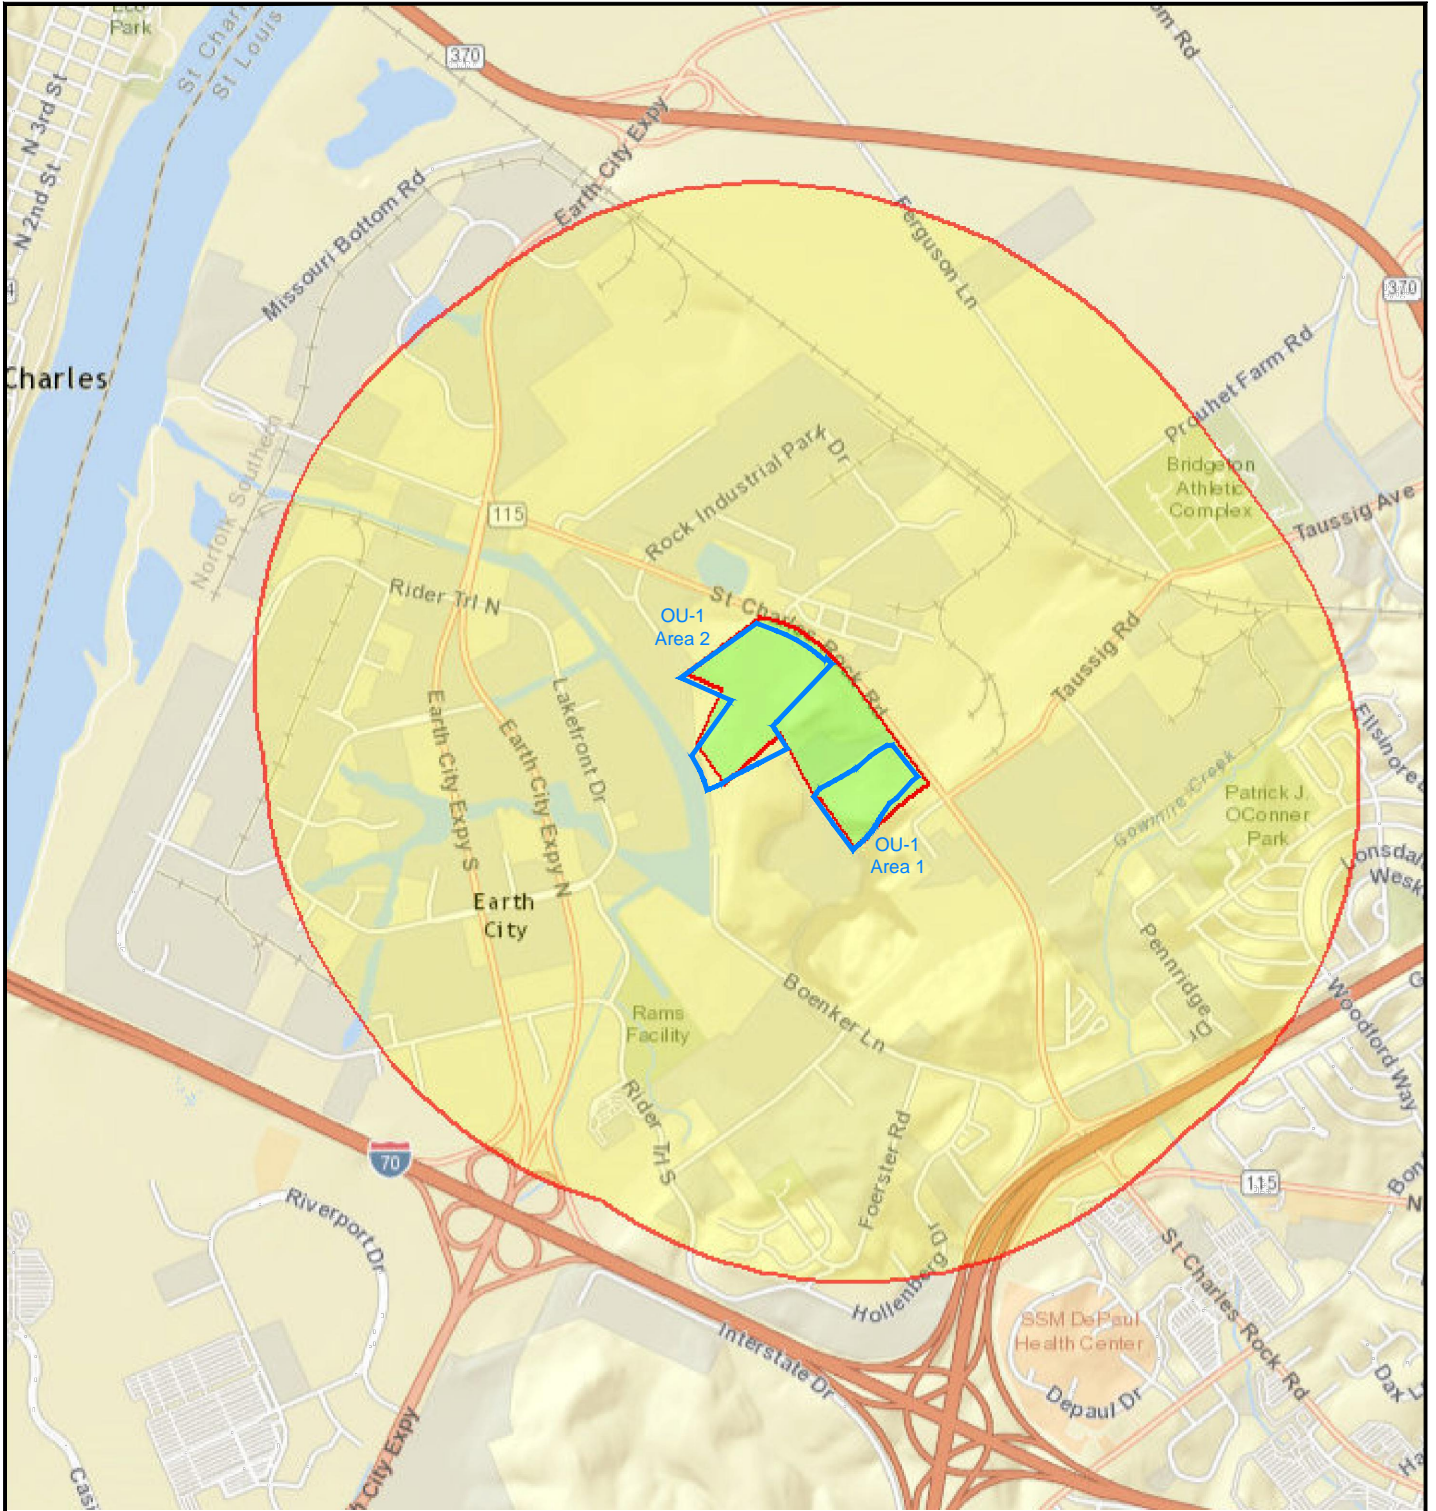 Park
St Louis
370
om Rd
N 3rd St
N 2nd St
Earth City Expy
Missouri Bottom Rd
Ferguson Ln
370
4
Charles
Prouhet Farm Rd
Norfolk Southern
Rock Industrial Park Dr
Bridgeton
Athletic
Complex
Taussig Ave
115
Rider Trl N
St Charles Rock Rd
OU-1
Area 2
Taussig Rd
Lakefront Dr
Earth City Expy S
Earth City Expy N
Gowmire Creek
Patrick J.
OConner
Park
OU-1
Area 1
Earth
City
Pennridge Dr
Boenker Ln
Woodford Way
Rams
Facility
Rider Trl S
Foerster Rd
70
115
N
Riverport Dr
Hollenberg Dr
St Charles Rock Rd
SSM DePaul
Health Center
Interstate Dr
Depaul Dr
Dax
h City Expy